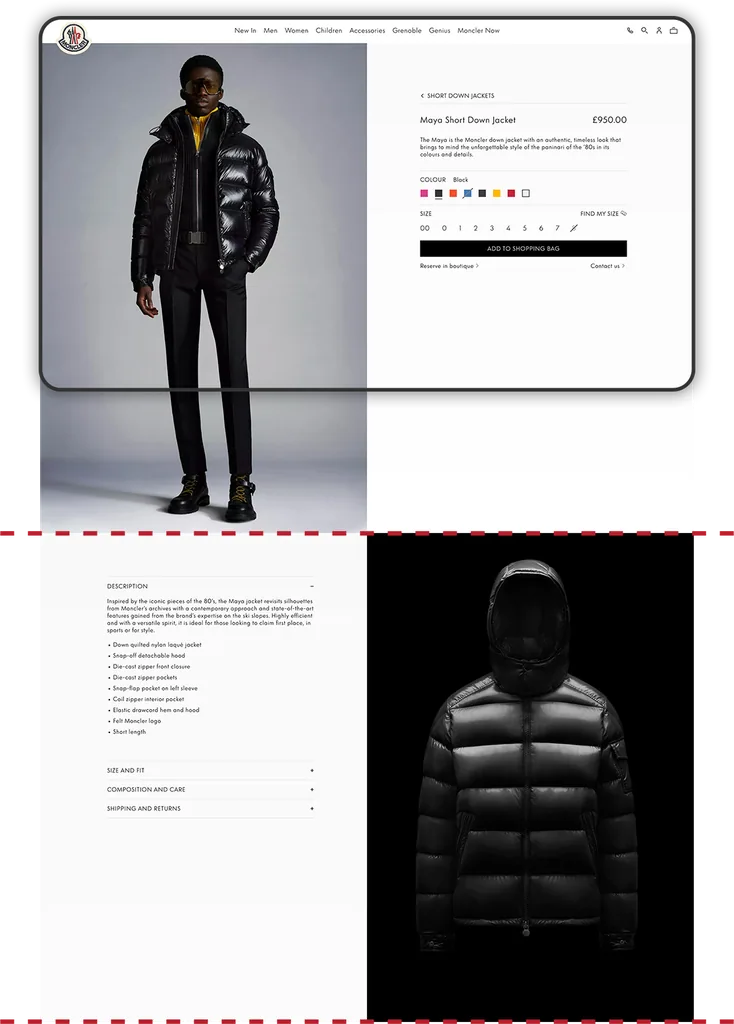 MONCLER
New In Men Women Children Accessories Grenoble Genius Moncler Now
< SHORT DOWN JACKETS
Maya Short Down Jacket £950.00
The Maya is the Moncler down jacket with an authentic, timeless look that
brings to mind the unforgettable style of the paninari of the '80s in its
colours and details.
COLOUR Black
SIZE FIND MY SIZE
00 0 1 2 3 4 5 6 7
ADD TO SHOPPING BAG
Reserve in boutique > Contact us >
DESCRIPTION –
Inspired by the iconic pieces of the 80's, the Maya jacket revisits silhouettes
from Moncler's archives with a contemporary approach and state-of-the-art
features gained from the brand's expertise on the ski slopes. Highly efficient
and with a versatile spirit, it is ideal for those looking to claim first place, in
sports or for style.
• Down quilted nylon laqué jacket
• Snap-off detachable hood
• Die-cast zipper front closure
• Die-cast zipper pockets
• Snap-flap pocket on left sleeve
• Coil zipper interior pocket
• Elastic drawcord hem and hood
• Felt Moncler logo
• Short length
SIZE AND FIT +
COMPOSITION AND CARE +
SHIPPING AND RETURNS +